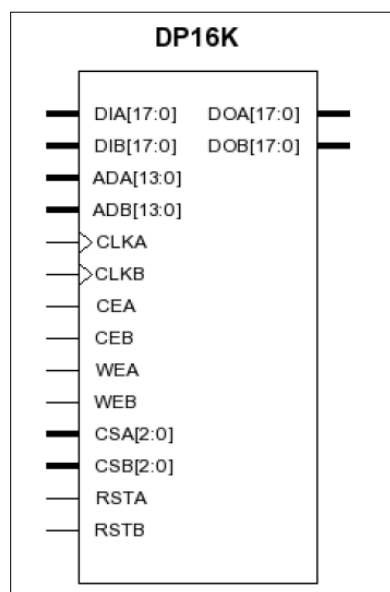 DP16K
DIA[17:0] DOA[17:0]
DIB[17:0] DOB[17:0]
ADA[13:0]
ADB[13:0]
CLKA
CLKB
CEA
CEB
WEA
WEB
CSA[2:0]
CSB[2:0]
RSTA
RSTB